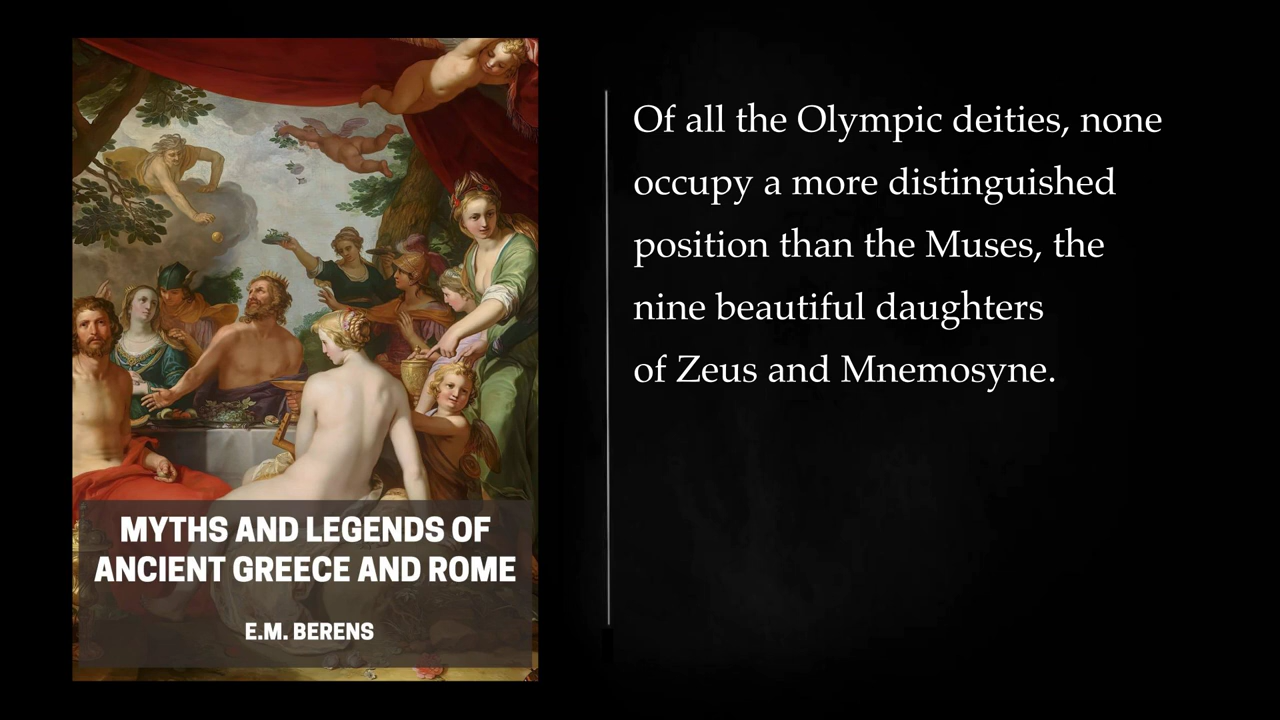 MYTHS AND LEGENDS OF
ANCIENT GREECE AND ROME
E.M. BERENS
Of all the Olympic deities, none
occupy a more distinguished
position than the Muses, the
nine beautiful daughters
of Zeus and Mnemosyne.